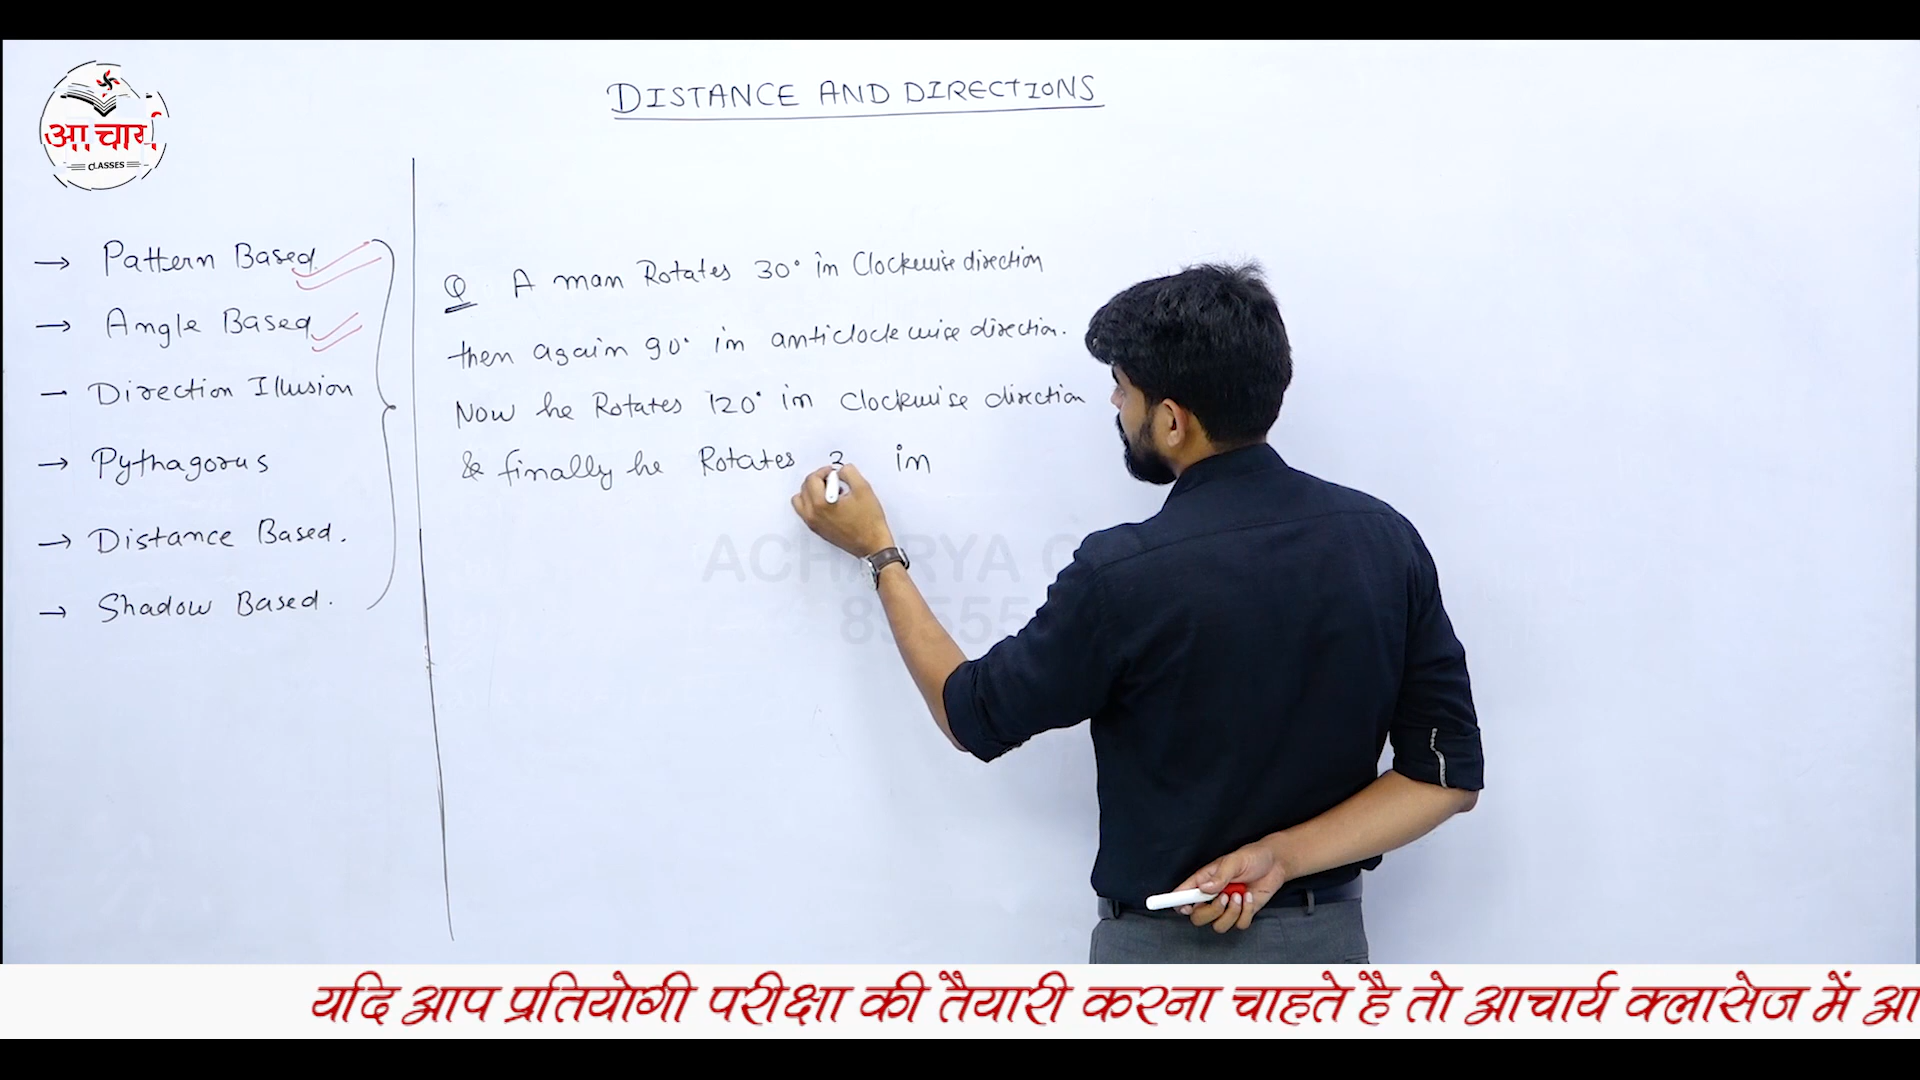 आचार्य
CLASSES
DISTANCE AND DIRECTIONS
→ Pattern Based
→ Angle Based
– Direction Illusion
→ Pythagorus
→ Distance Based.
→ Shadow Based.
Q A man Rotates 30° in Clockwise direction
then again 90° in anticlockwise direction.
Now he Rotates 120° in Clockwise direction
& finally he Rotates 3 in
ACHARYA C
यदि आप प्रतियोगी परीक्षा की तैयारी करना चाहते है तो आचार्य क्लासेज में आ